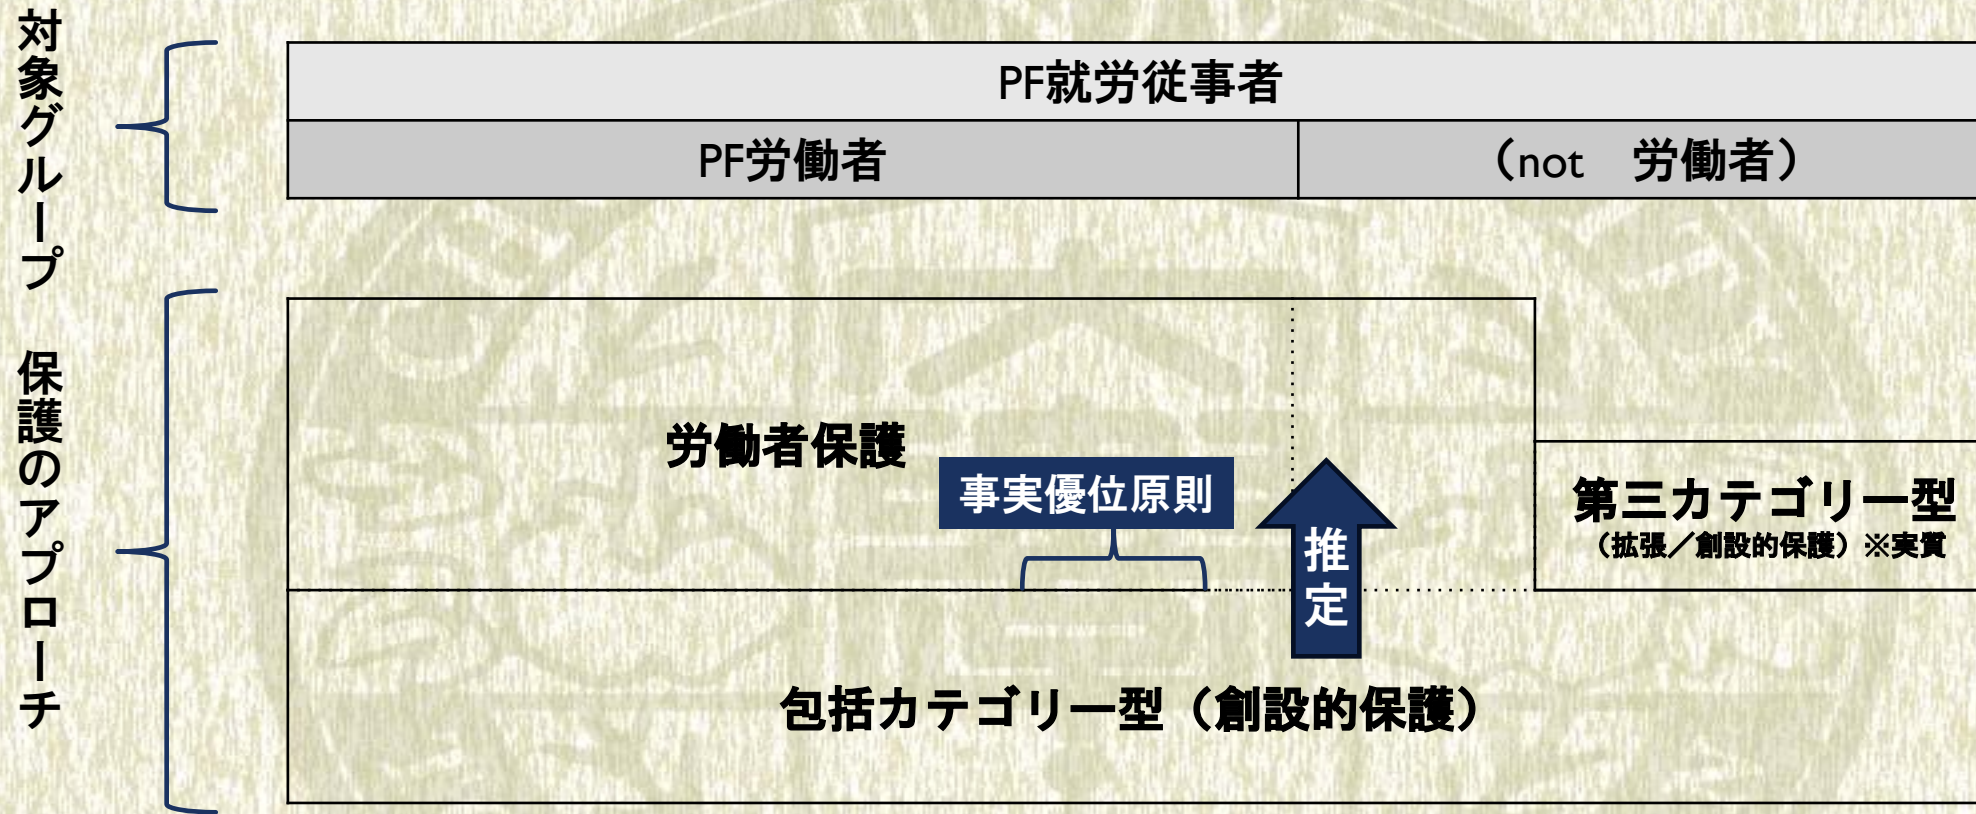 対象グループ
PF就労従事者
PF労働者
（not　労働者）
保護のアプローチ
労働者保護
事実優位原則
推定
第三カテゴリー型
（拡張／創設的保護）※実質
包括カテゴリー型（創設的保護）